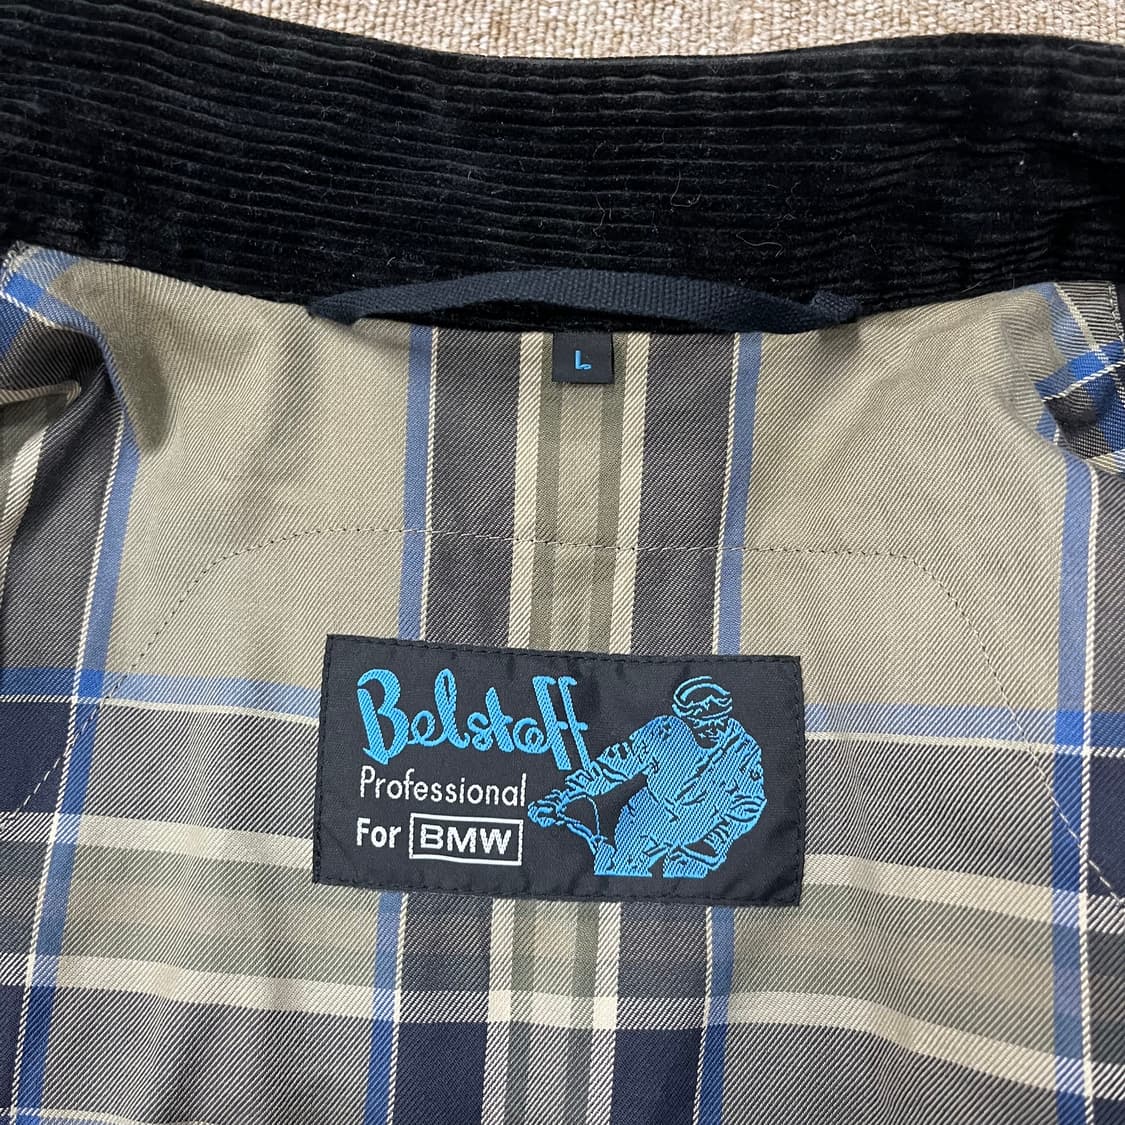 L
Belstaff
Professional
For BMW